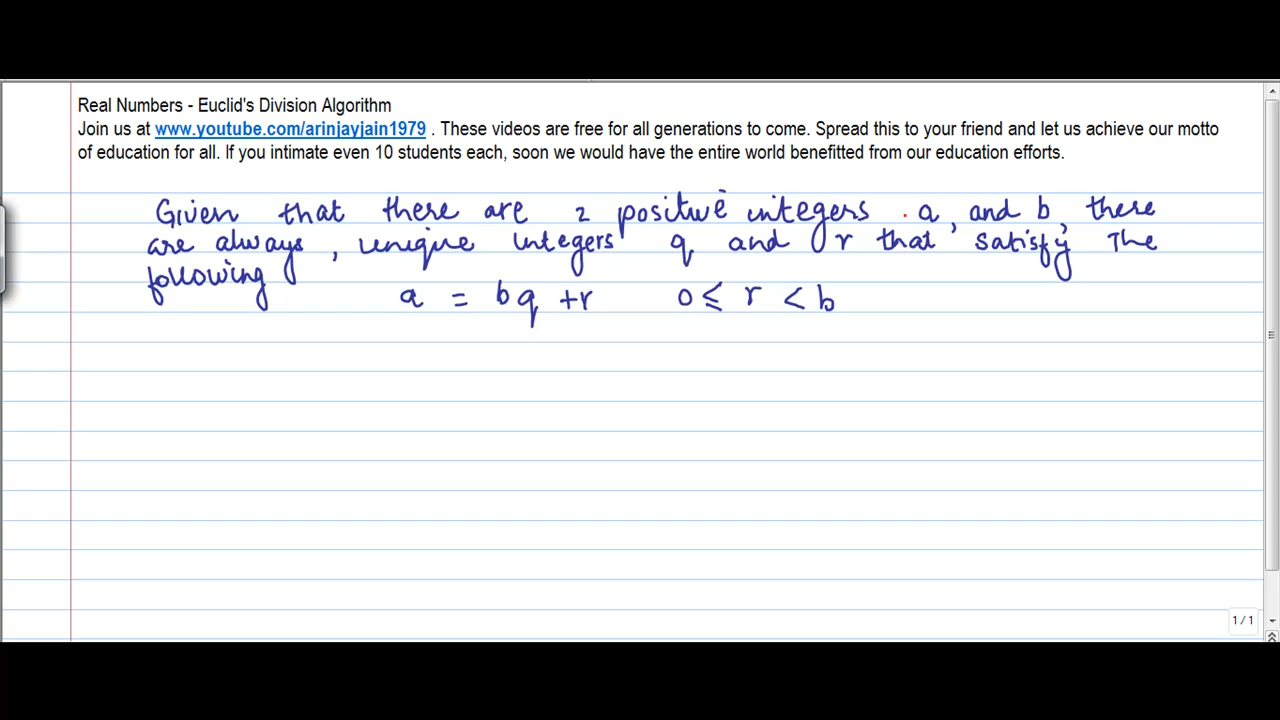 Real Numbers - Euclid's Division Algorithm
Join us at www.youtube.com/arinjayjain1979 . These videos are free for all generations to come. Spread this to your friend and let us achieve our motto
of education for all. If you intimate even 10 students each, soon we would have the entire world benefitted from our education efforts.
Given that there are 2 positive integers . a, and b, there
are always, unique integers q and r that satisfy The
following
a = bq + r 0 ≤ r < b
1 / 1